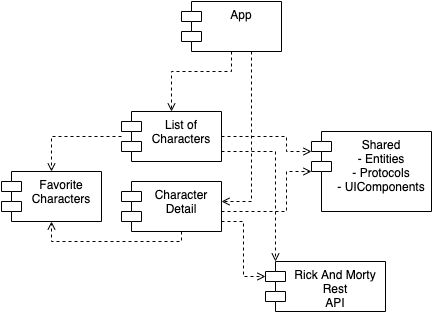 App
List of
Characters
Shared
- Entities
- Protocols
- UIComponents
Favorite
Characters
Character
Detail
Rick And Morty
Rest
API